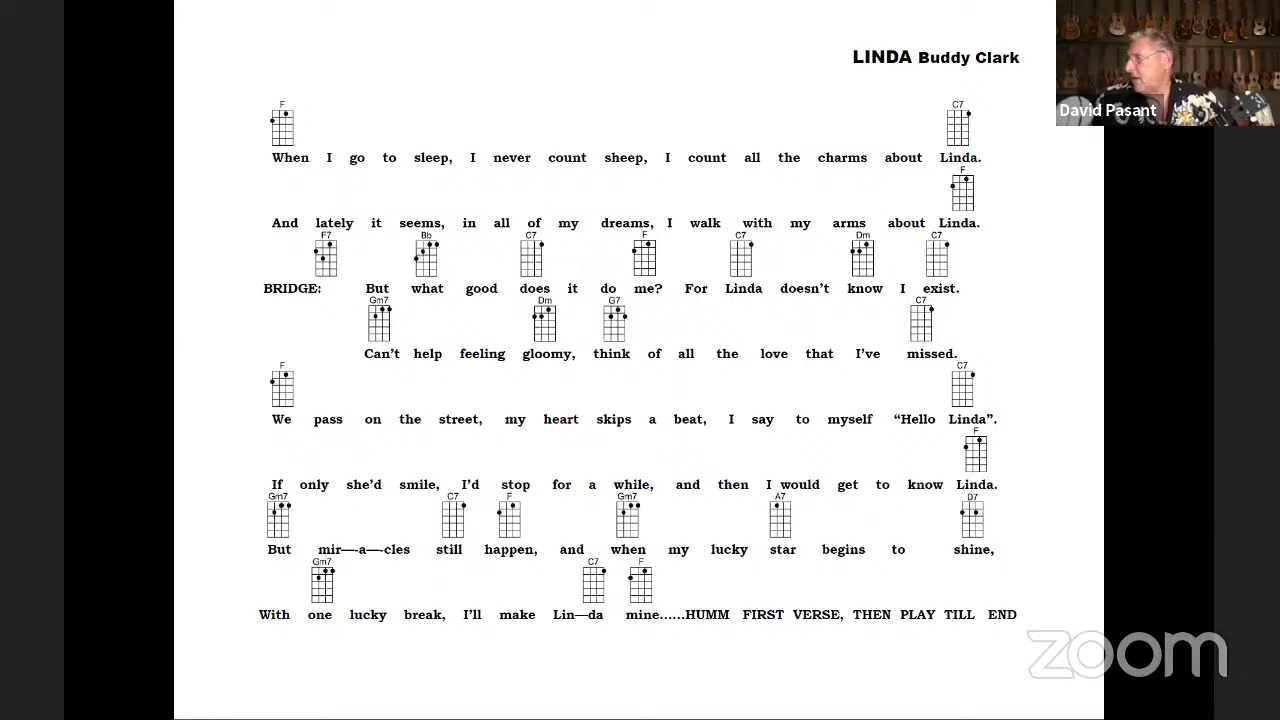 LINDA Buddy Clark
David Pasant
F C7
When I go to sleep, I never count sheep, I count all the charms about Linda.
F
And lately it seems, in all of my dreams, I walk with my arms about Linda.
F7 Bb C7 F C7 Dm C7
BRIDGE: But what good does it do me? For Linda doesn't know I exist.
Gm7 Dm G7 C7
Can't help feeling gloomy, think of all the love that I've missed.
F C7
We pass on the street, my heart skips a beat, I say to myself “Hello Linda”.
F
If only she'd smile, I'd stop for a while, and then I would get to know Linda.
Gm7 C7 F Gm7 A7 D7
But mir—-a—-cles still happen, and when my lucky star begins to shine,
Gm7 C7 F
With one lucky break, I'll make Lin—da mine......HUMM FIRST VERSE, THEN PLAY TILL END
zoom